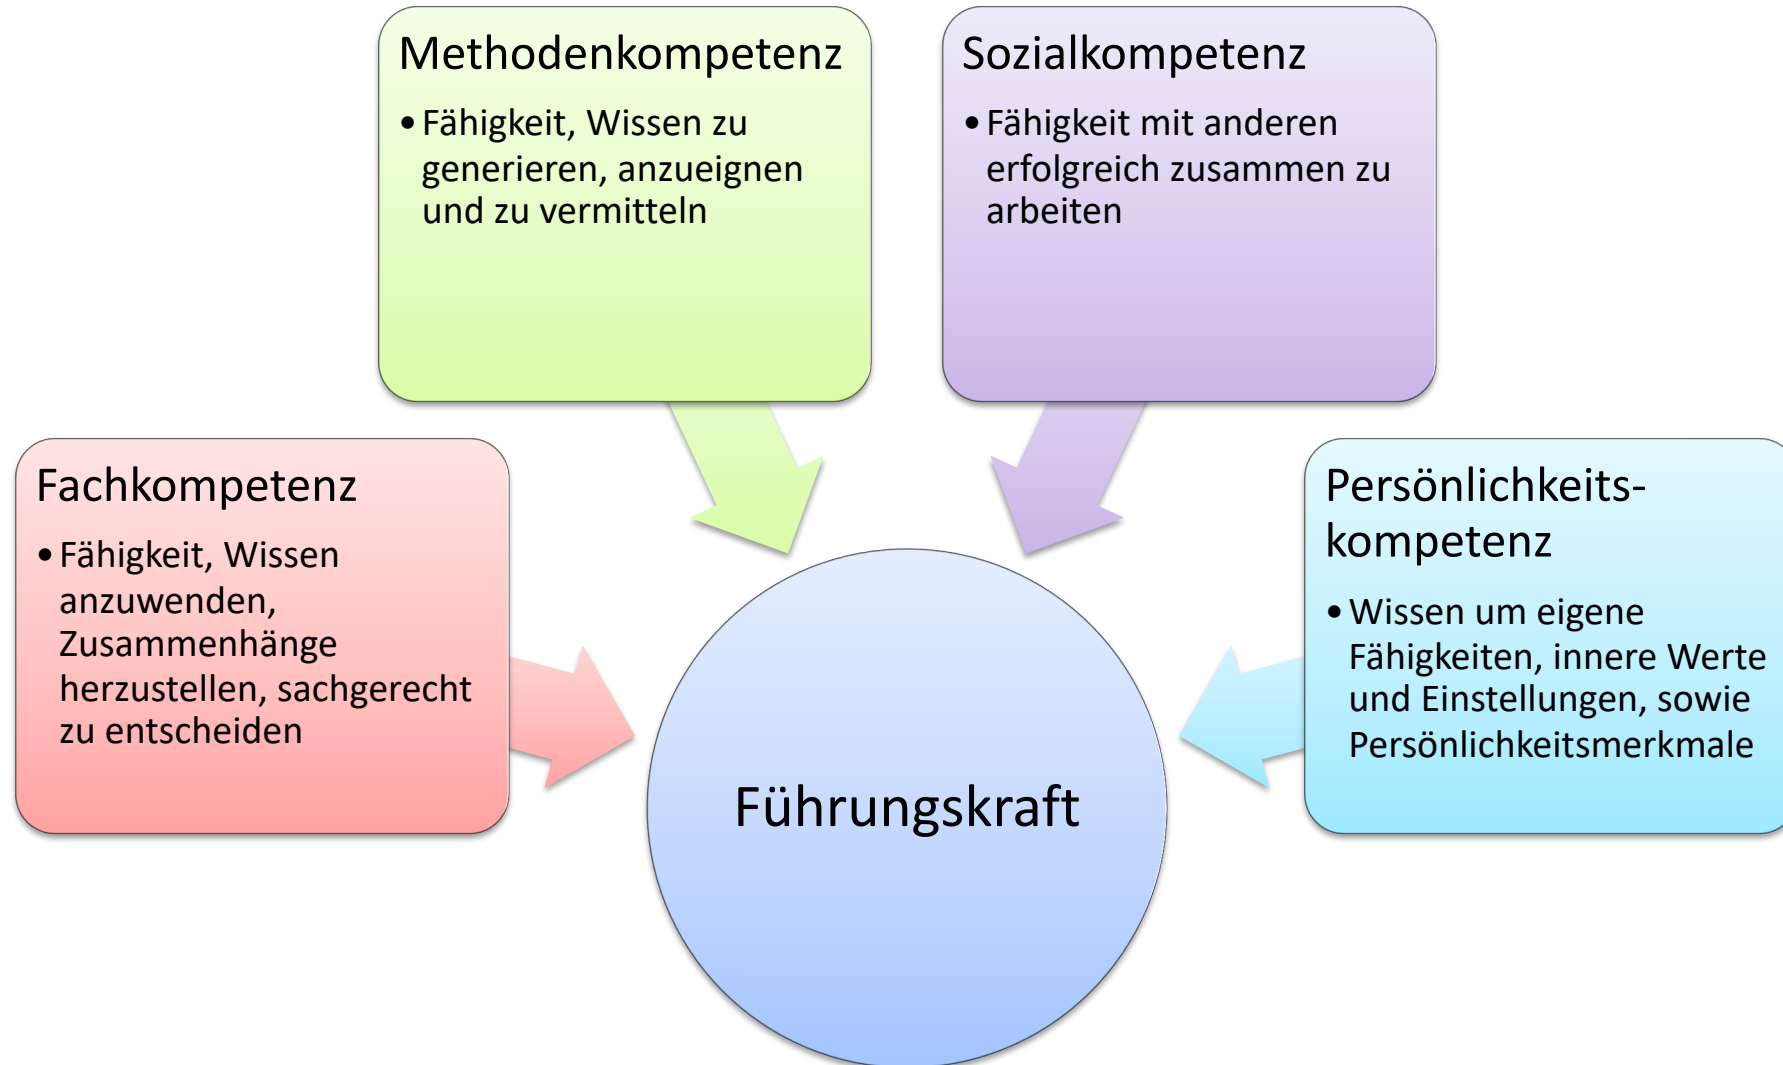 Methodenkompetenz
• Fähigkeit, Wissen zu
generieren, anzueignen
und zu vermitteln
Sozialkompetenz
• Fähigkeit mit anderen
erfolgreich zusammen zu
arbeiten
Fachkompetenz
• Fähigkeit, Wissen
anzuwenden,
Zusammenhänge
herzustellen, sachgerecht
zu entscheiden
Persönlichkeits-
kompetenz
• Wissen um eigene
Fähigkeiten, innere Werte
und Einstellungen, sowie
Persönlichkeitsmerkmale
Führungskraft